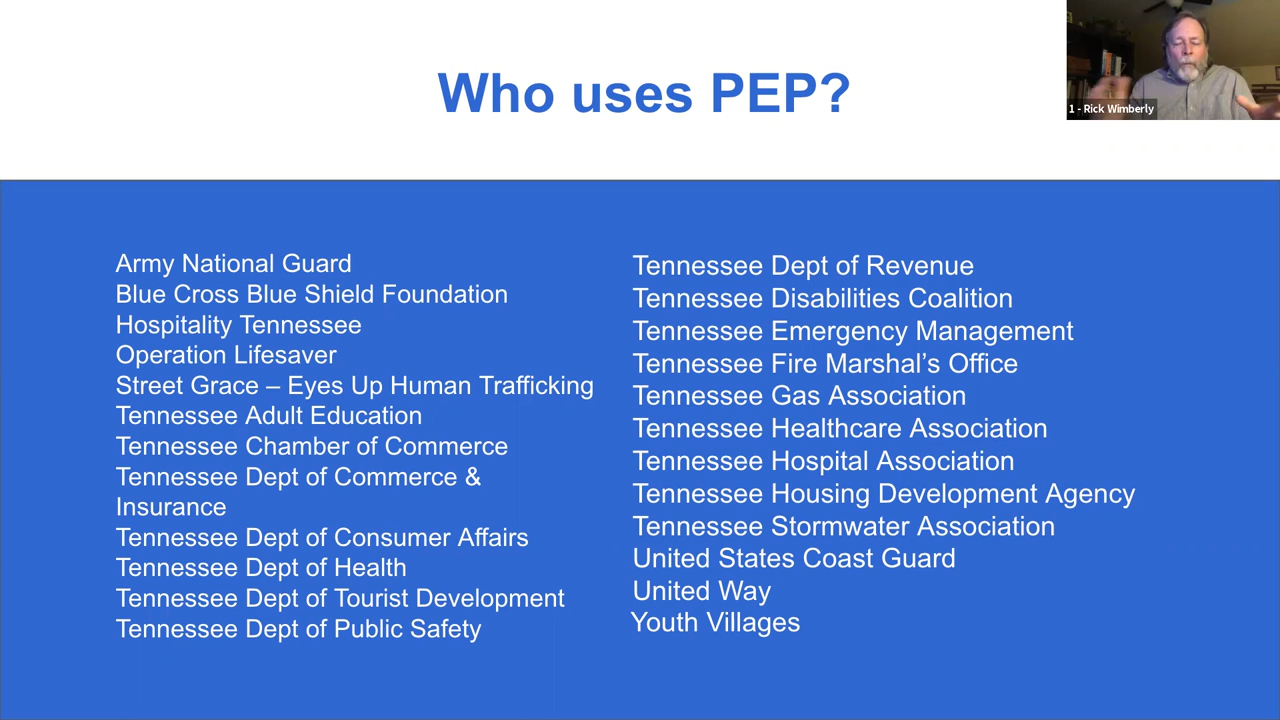 Who uses PEP?
1 - Rick Wimberly
Army National Guard
Blue Cross Blue Shield Foundation
Hospitality Tennessee
Operation Lifesaver
Street Grace – Eyes Up Human Trafficking
Tennessee Adult Education
Tennessee Chamber of Commerce
Tennessee Dept of Commerce &
Insurance
Tennessee Dept of Consumer Affairs
Tennessee Dept of Health
Tennessee Dept of Tourist Development
Tennessee Dept of Public Safety
Tennessee Dept of Revenue
Tennessee Disabilities Coalition
Tennessee Emergency Management
Tennessee Fire Marshal’s Office
Tennessee Gas Association
Tennessee Healthcare Association
Tennessee Hospital Association
Tennessee Housing Development Agency
Tennessee Stormwater Association
United States Coast Guard
United Way
Youth Villages